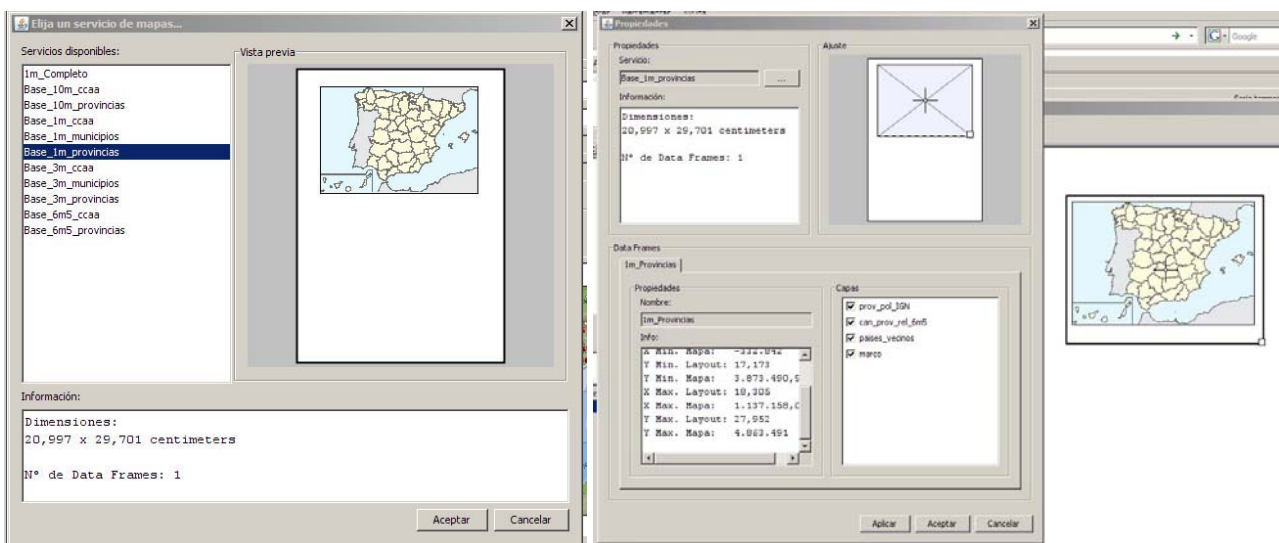 Elija un servicio de mapas...
Servicios disponibles:
Vista previa
1m_Completo
Base_10m_ccaa
Base_10m_provincias
Base_1m_ccaa
Base_1m_municipios
Base_1m_provincias
Base_3m_ccaa
Base_3m_municipios
Base_3m_provincias
Base_6m5_ccaa
Base_6m5_provincias
Información:
Dimensiones:
20,997 x 29,701 centimeters
Nº de Data Frames: 1
Aceptar
Cancelar
Propiedades
Propiedades
Servicio:
Base_1m_provincias
...
Información:
Dimensiones:
20,997 x 29,701 centimeters
Nº de Data Frames: 1
Ajuste
Data Frames
1m_Provincias
Propiedades
Nombre:
1m_Provincias
Info:
X Min. Mapa: -332.842
Y Min. Layout: 17,173
Y Min. Mapa: 3.873.490,9
X Max. Layout: 18,305
X Max. Mapa: 1.137.158,0
Y Max. Layout: 27,952
Y Max. Mapa: 4.863.491
Capas
prov_pol_IGN
can_prov_rel_6m5
paises_vecinos
marco
Aplicar
Aceptar
Cancelar
G
Google